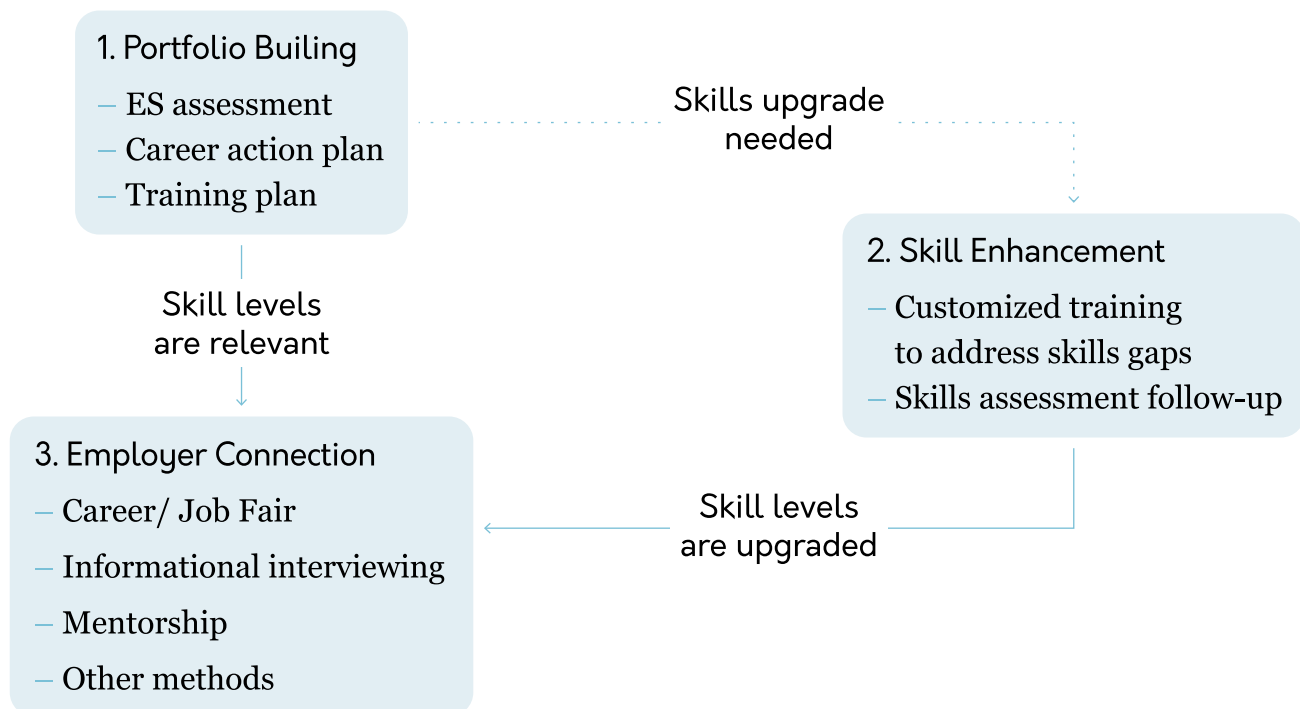 1. Portfolio Builing
– ES assessment
– Career action plan
– Training plan
Skills upgrade
needed
2. Skill Enhancement
– Customized training
to address skills gaps
– Skills assessment follow-up
Skill levels
are relevant
3. Employer Connection
– Career/ Job Fair
– Informational interviewing
– Mentorship
– Other methods
Skill levels
are upgraded